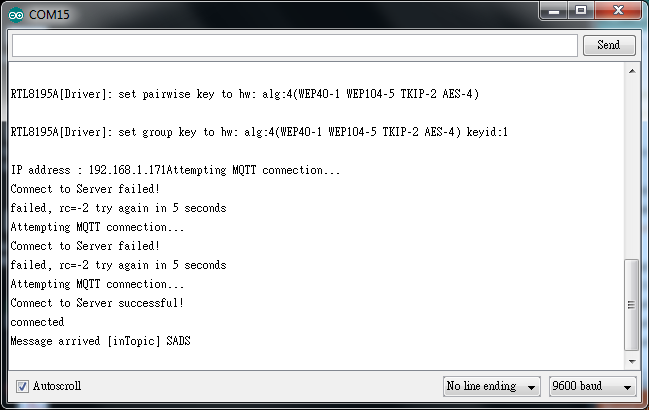 COM15
Send
RTL8195A[Driver]: set pairwise key to hw: alg:4(WEP40-1 WEP104-5 TKIP-2 AES-4)
RTL8195A[Driver]: set group key to hw: alg:4(WEP40-1 WEP104-5 TKIP-2 AES-4) keyid:1
IP address : 192.168.1.171Attempting MQTT connection...
Connect to Server failed!
failed, rc=-2 try again in 5 seconds
Attempting MQTT connection...
Connect to Server failed!
failed, rc=-2 try again in 5 seconds
Attempting MQTT connection...
Connect to Server successful!
connected
Message arrived [inTopic] SADS
Autoscroll
No line ending
9600 baud